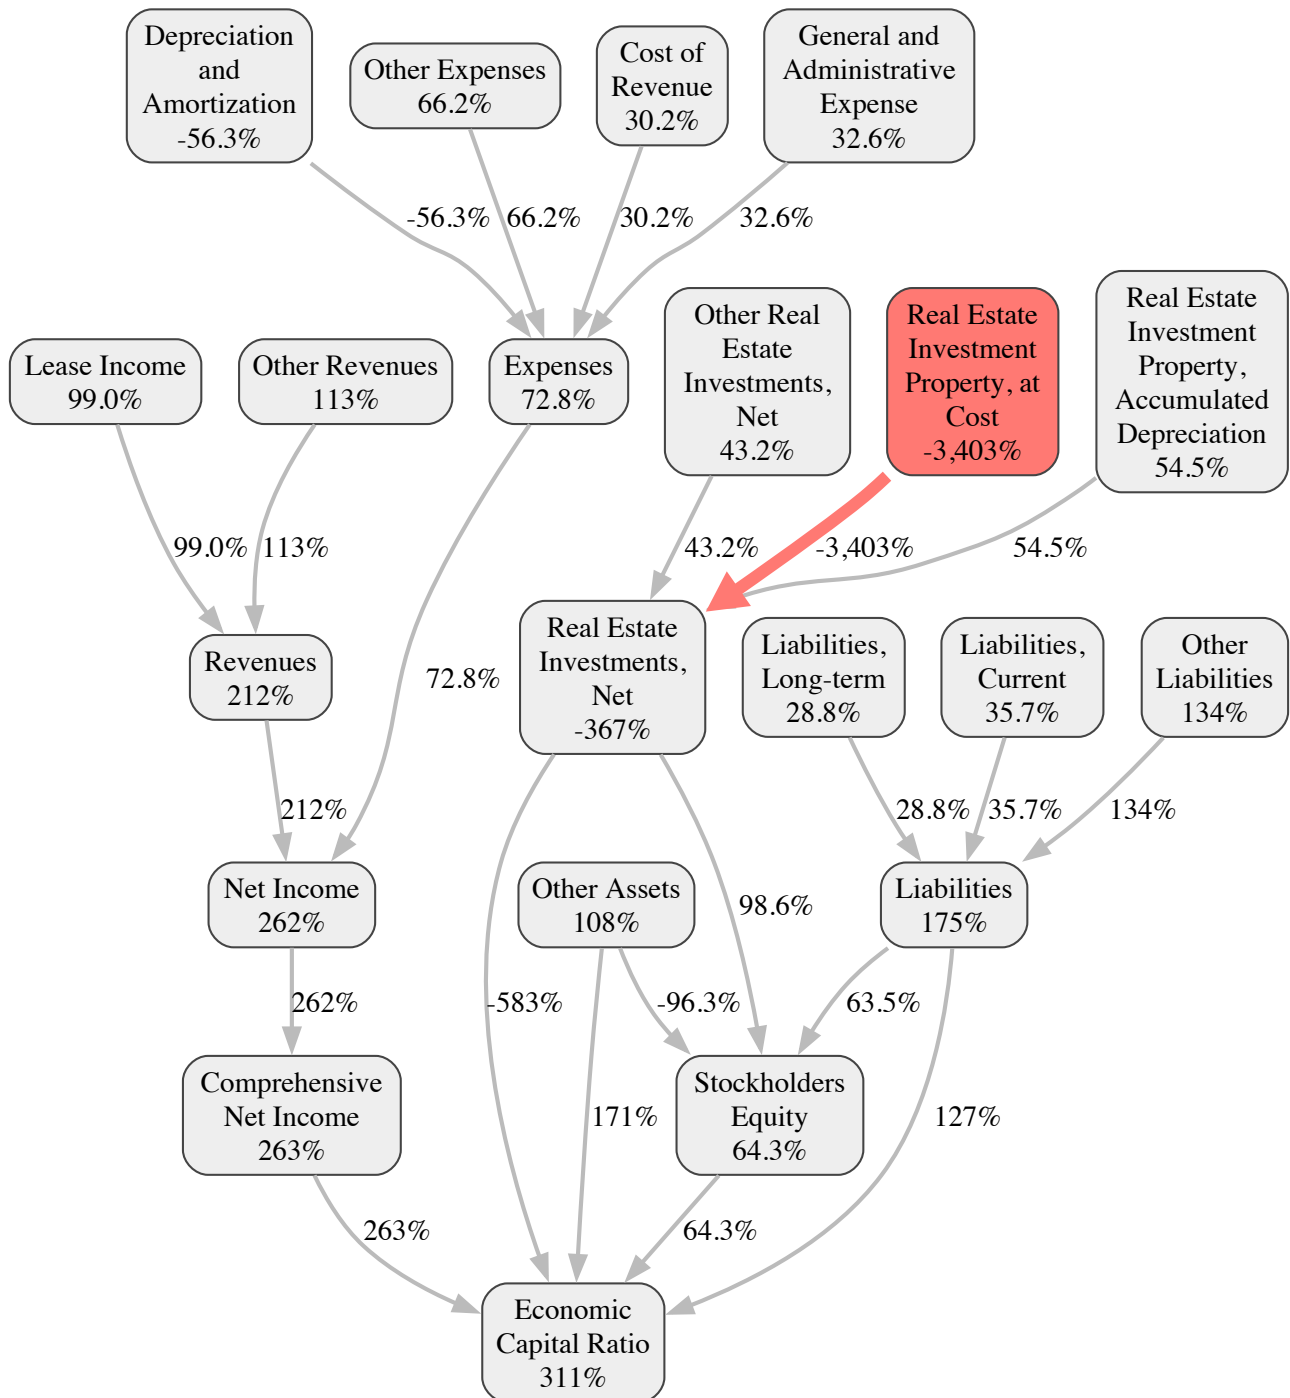 Depreciation
and
Amortization
-56.3%
Other Expenses
66.2%
Cost of
Revenue
30.2%
General and
Administrative
Expense
32.6%
-56.3%
66.2%
30.2%
32.6%
Lease Income
99.0%
Other Revenues
113%
Expenses
72.8%
Other Real
Estate
Investments,
Net
43.2%
Real Estate
Investment
Property, at
Cost
-3,403%
Real Estate
Investment
Property,
Accumulated
Depreciation
54.5%
99.0%
113%
43.2%
-3,403%
54.5%
Revenues
212%
72.8%
Real Estate
Investments,
Net
-367%
Liabilities,
Long-term
28.8%
Liabilities,
Current
35.7%
Other
Liabilities
134%
212%
28.8%
35.7%
134%
Net Income
262%
Other Assets
108%
98.6%
Liabilities
175%
262%
-583%
-96.3%
63.5%
Comprehensive
Net Income
263%
171%
Stockholders
Equity
64.3%
127%
263%
64.3%
Economic
Capital Ratio
311%